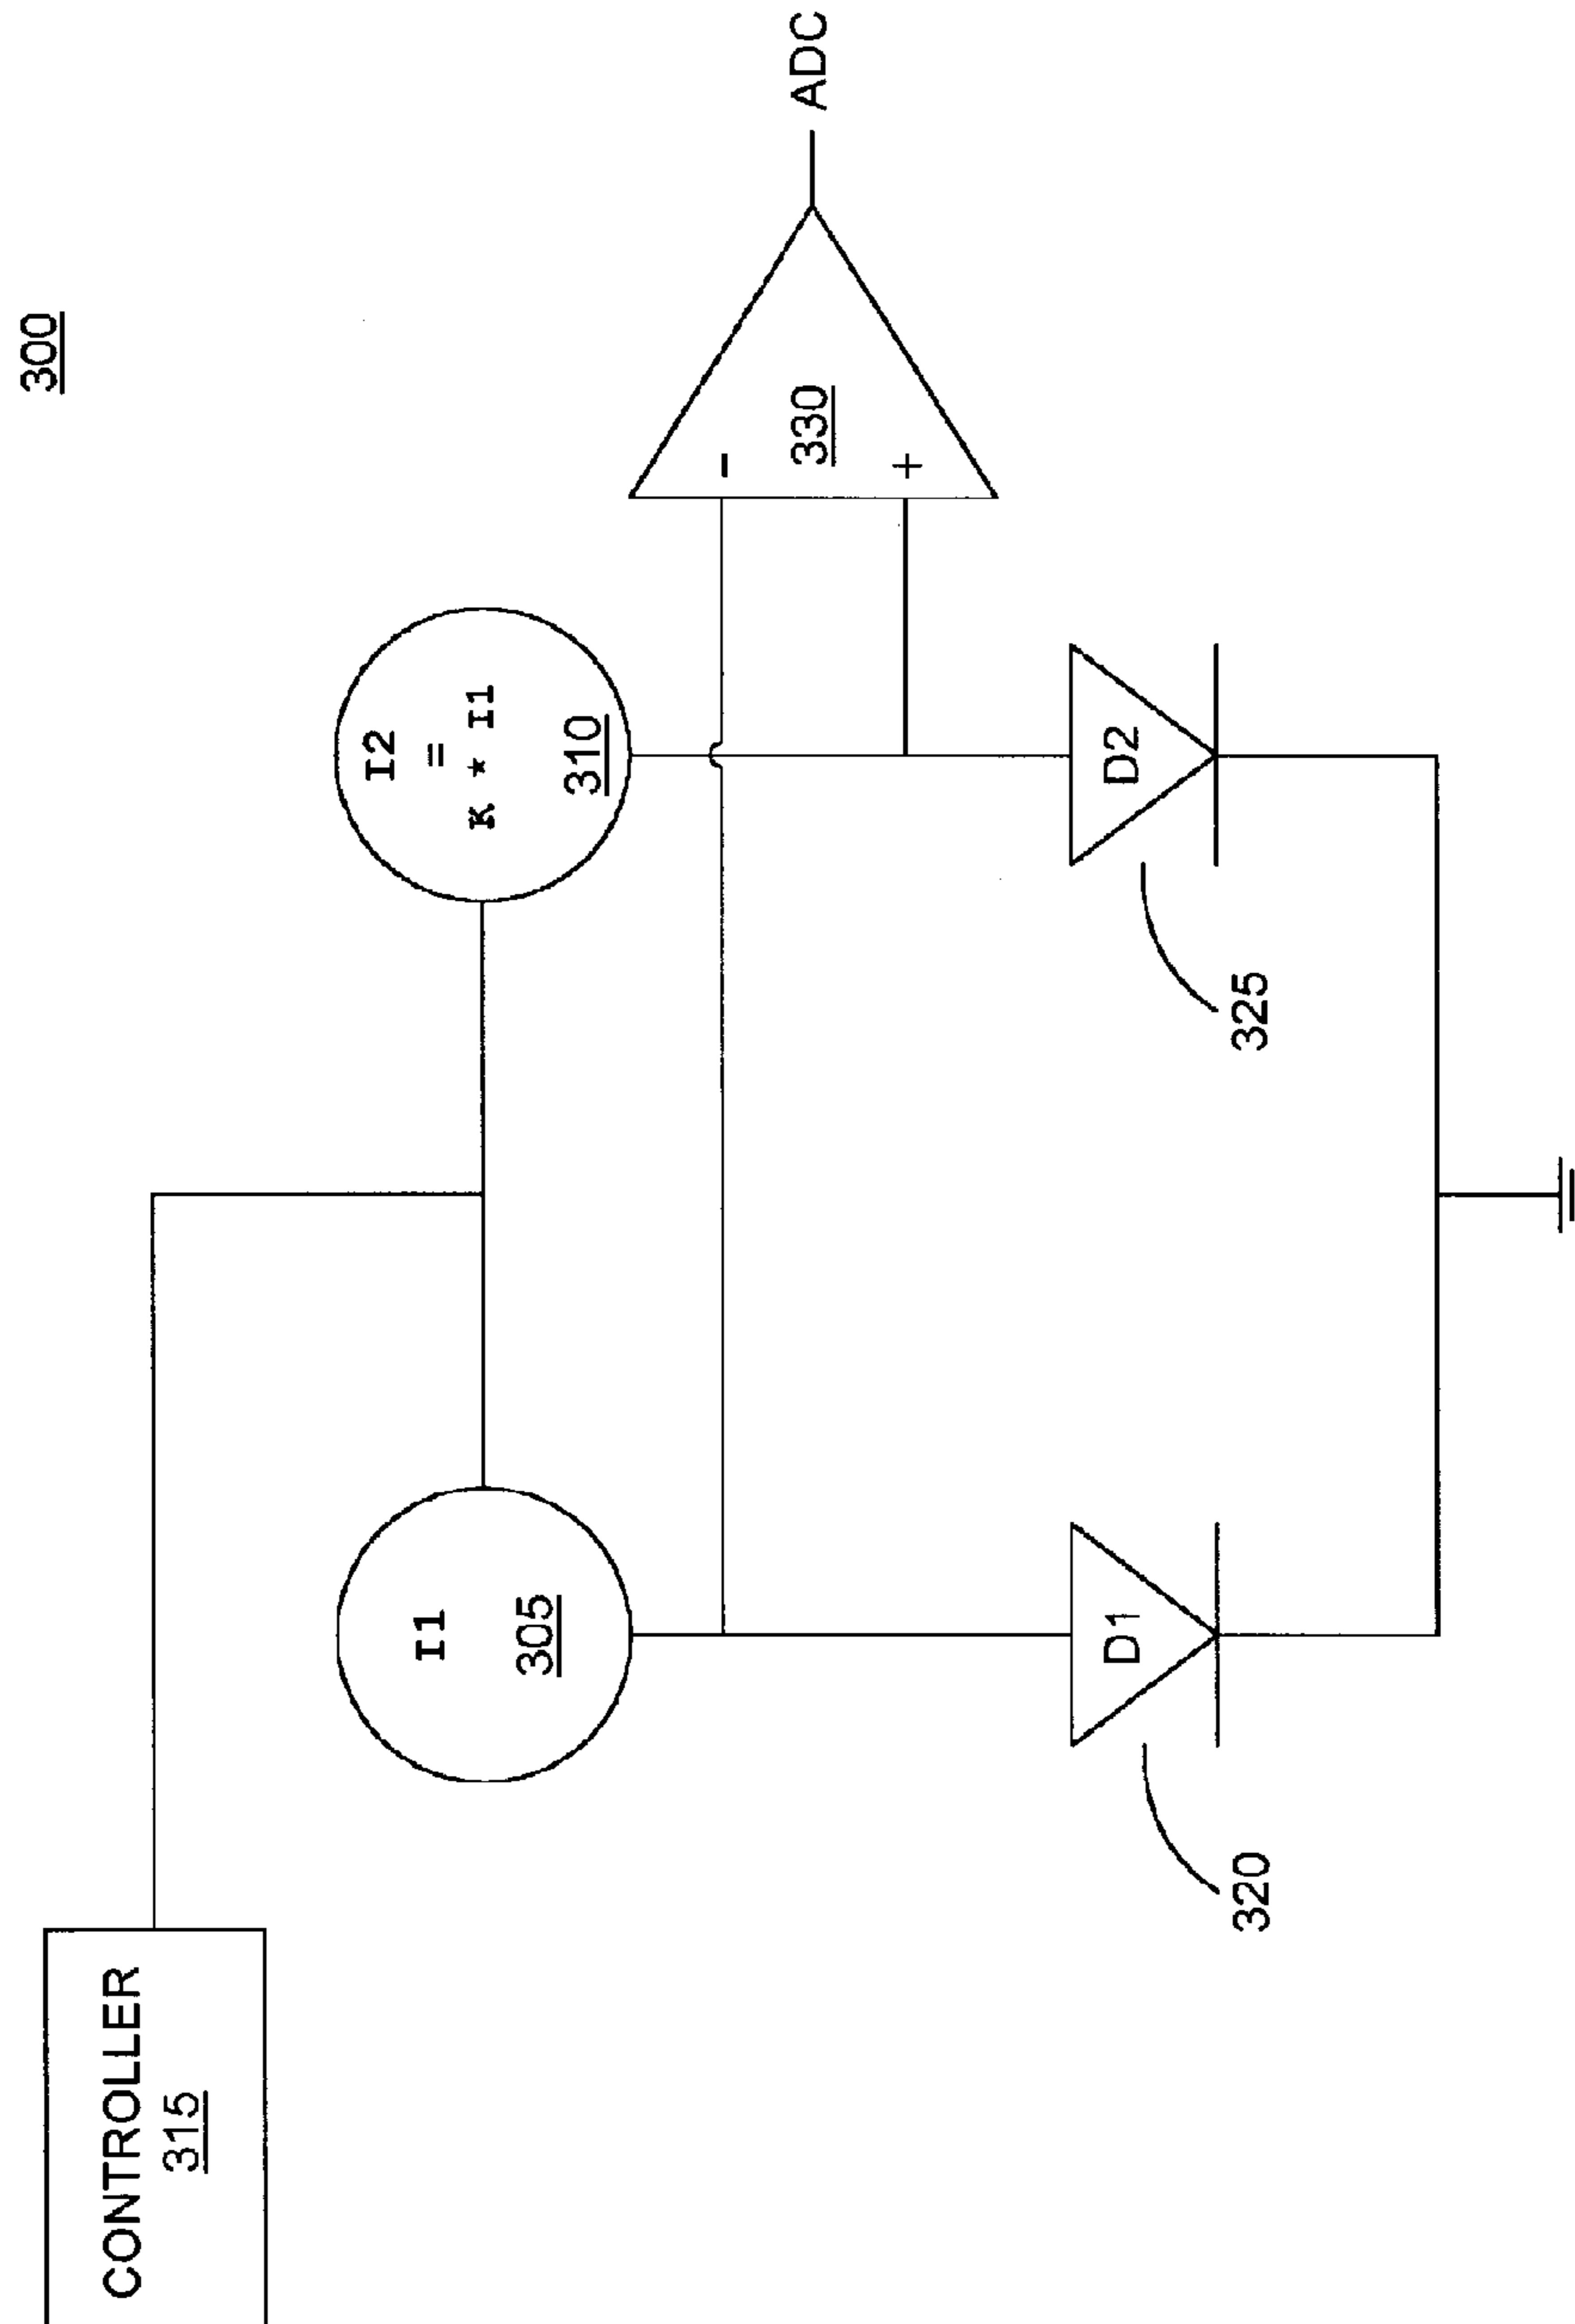 300
CONTROLLER
315
I1
305
I2
=
K * I1
310
-
330
+
ADC
D1
320
D2
325